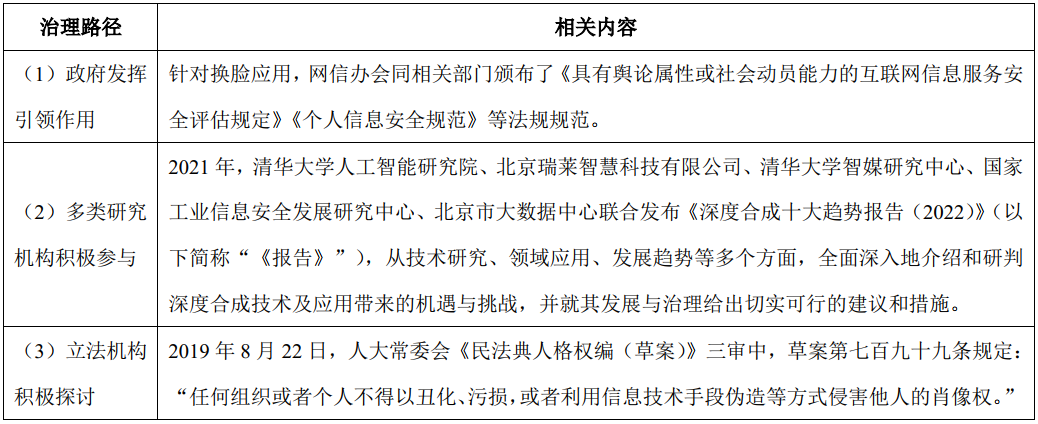 治理路径
相关内容
（1）政府发挥
引领作用
针对换脸应用，网信办会同相关部门颁布了《具有舆论属性或社会动员能力的互联网信息服务安
全评估规定》《个人信息安全规范》等法规规范。
（2）多类研究
机构积极参与
2021 年，清华大学人工智能研究院、北京瑞莱智慧科技有限公司、清华大学智媒研究中心、国家
工业信息安全发展研究中心、北京市大数据中心联合发布《深度合成十大趋势报告（2022）》（以
下简称“《报告》”），从技术研究、领域应用、发展趋势等多个方面，全面深入地介绍和研判
深度合成技术及应用带来的机遇与挑战，并就其发展与治理给出切实可行的建议和措施。
（3）立法机构
积极探讨
2019 年 8 月 22 日，人大常委会《民法典人格权编（草案）》三审中，草案第七百九十九条规定：
“任何组织或者个人不得以丑化、污损，或者利用信息技术手段伪造等方式侵害他人的肖像权。”